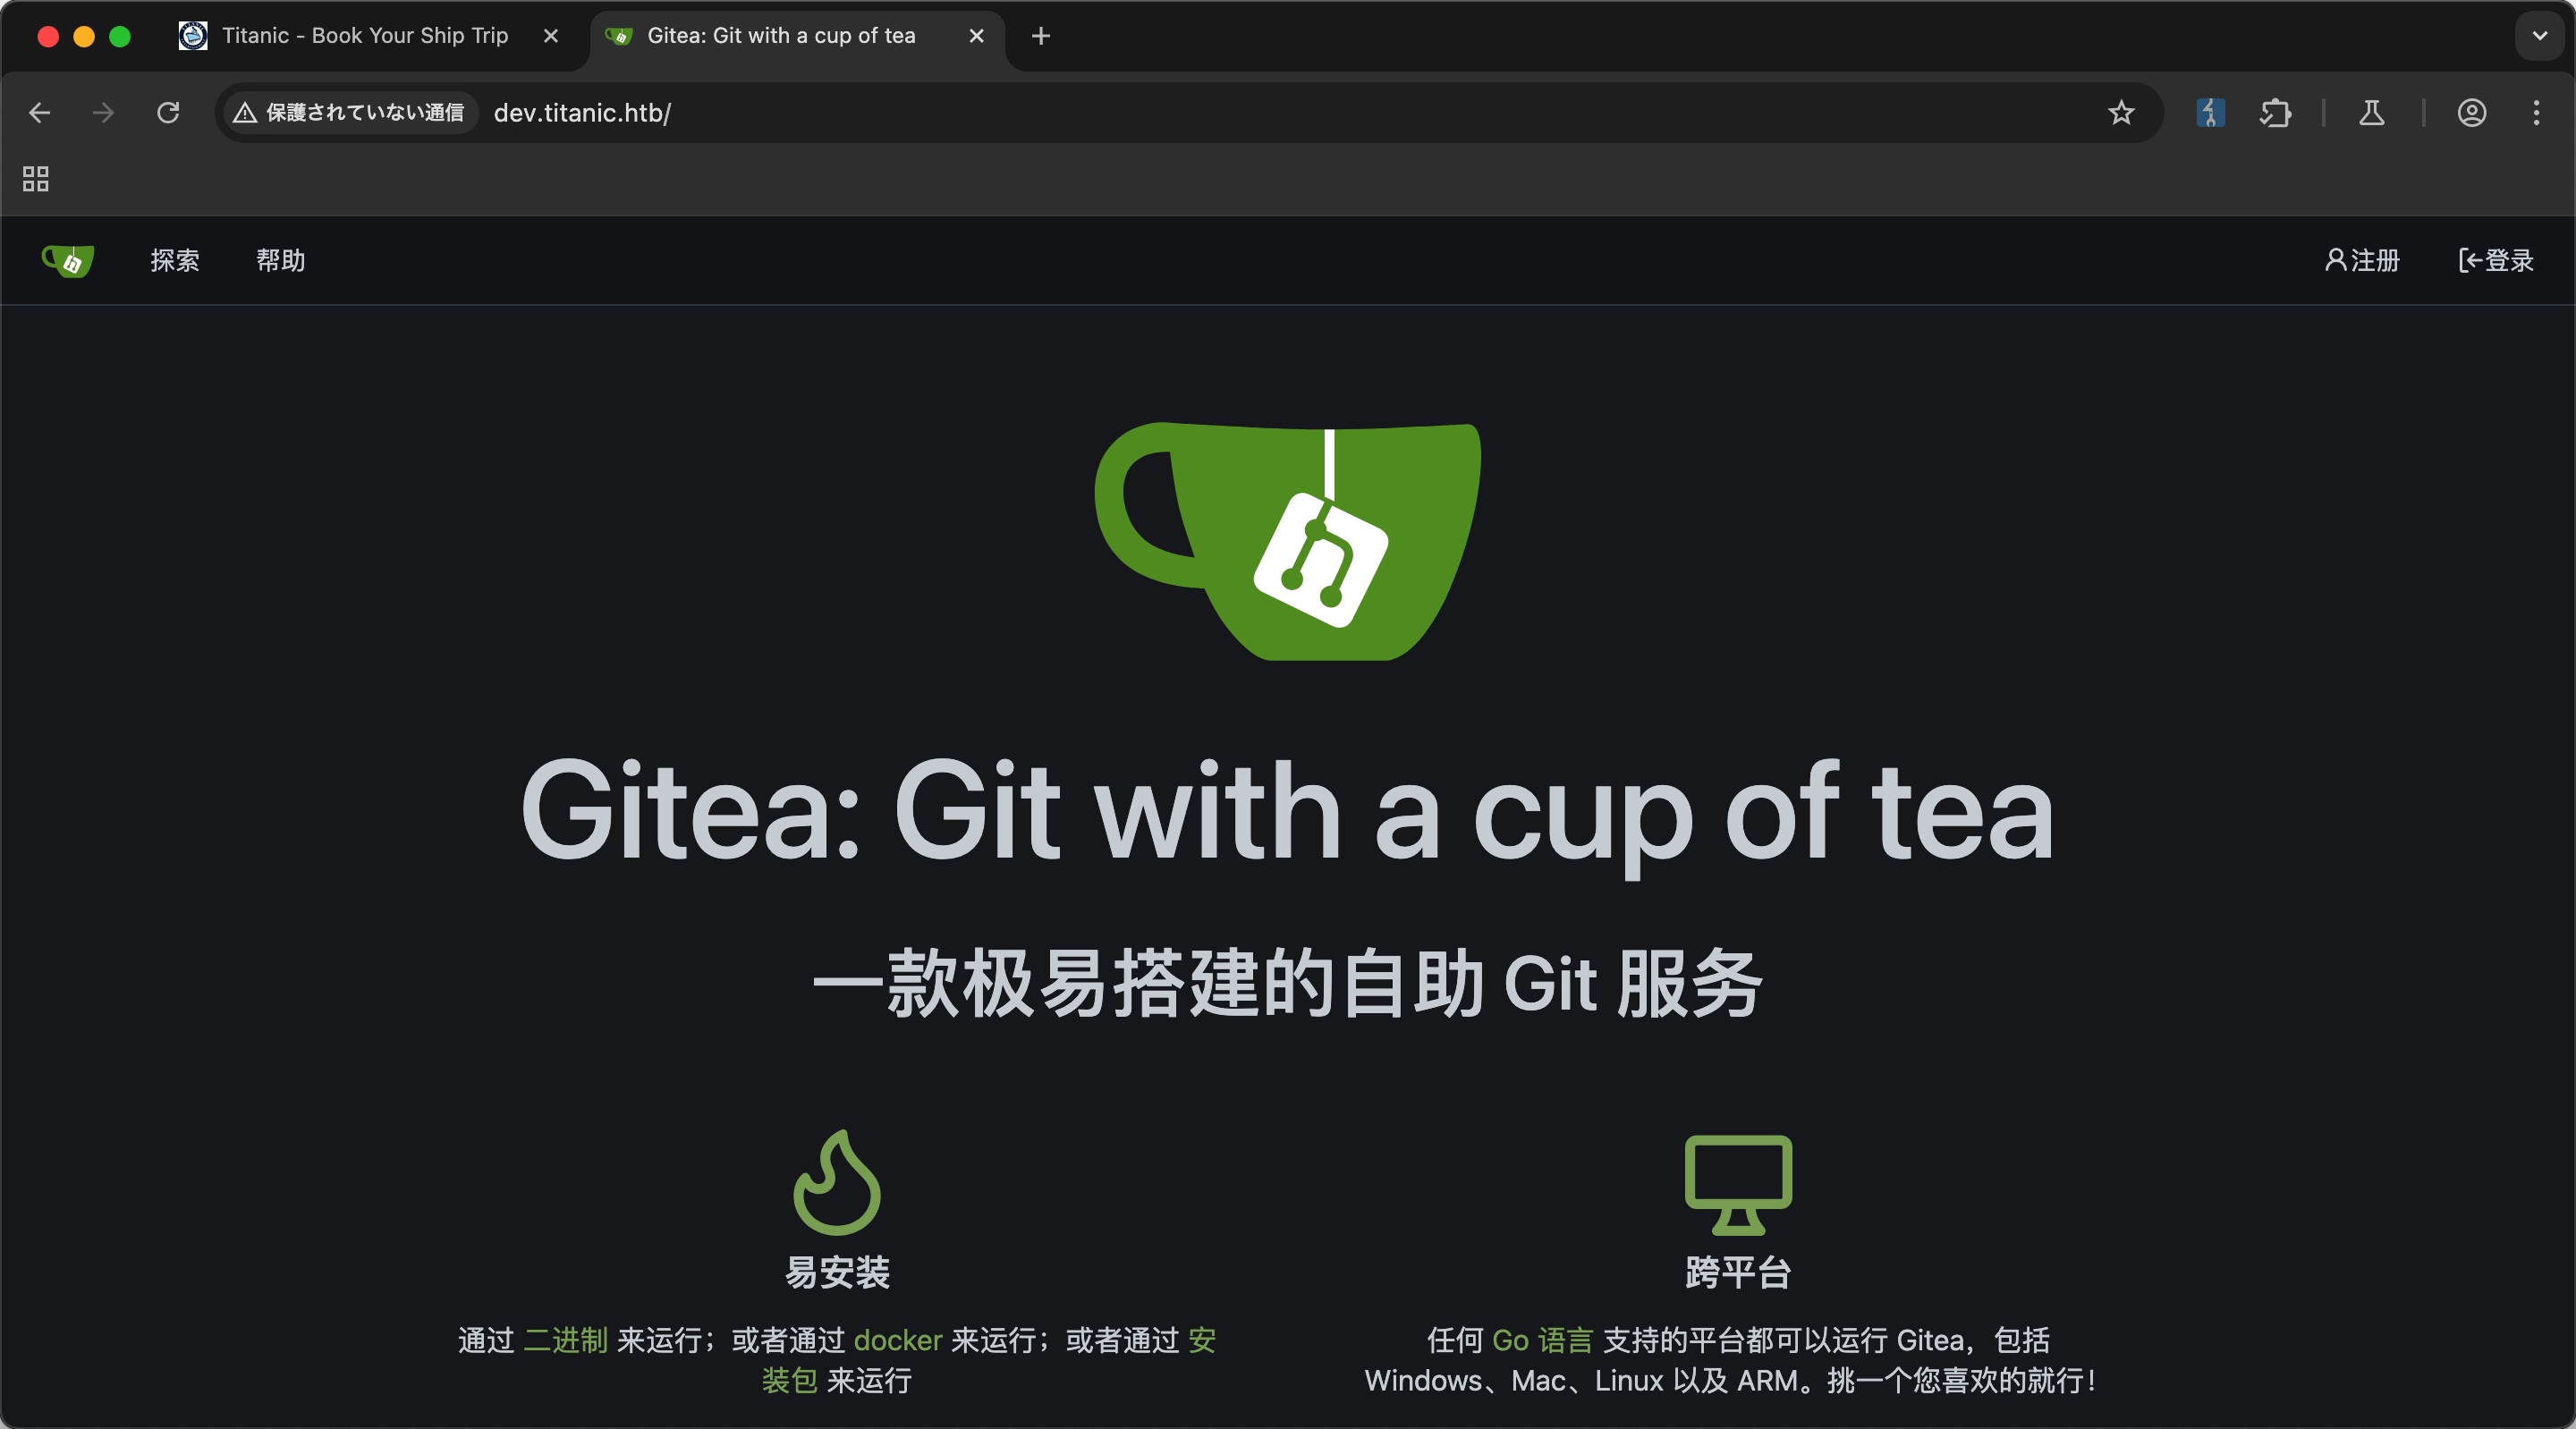 Titanic - Book Your Ship Trip
Gitea: Git with a cup of tea
保護されていない通信 dev.titanic.htb/
探索 帮助 注册 登录
Gitea: Git with a cup of tea
一款极易搭建的自助 Git 服务
易安装
通过 二进制 来运行；或者通过 docker 来运行；或者通过 安
装包 来运行
跨平台
任何 Go 语言 支持的平台都可以运行 Gitea，包括
Windows、Mac、Linux 以及 ARM。挑一个您喜欢的就行！